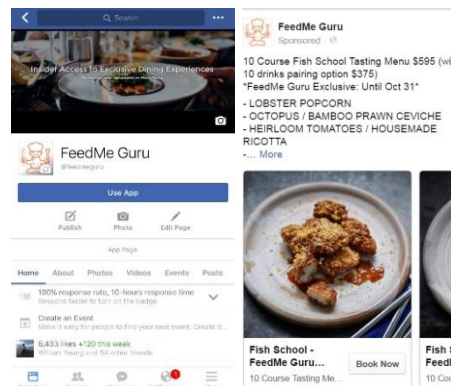 Search
Insider Access to Exclusive Dining Experiences
FeedMe Guru
@feedmeguru
Use App
Publish
Photo
Edit Page
App Page
Home
About
Photos
Videos
Events
Posts
100% response rate, 10-hours response time
Respond faster to turn on the badge
Create an Event
Make it easy for people to find your next event. Create it...
6,433 likes +120 this week
William Young and 54 other friends
FeedMe Guru
Sponsored
10 Course Fish School Tasting Menu $595 (wi
10 drinks pairing option $375)
*FeedMe Guru Exclusive: Until Oct 31*
- LOBSTER POPCORN
- OCTOPUS / BAMBOO PRAWN CEVICHE
- HEIRLOOM TOMATOES / HOUSEMADE
RICOTTA
-... More
Fish School -
FeedMe Guru...
Book Now
10 Course Tasting Me...
Fish S
Feed
10 Cou